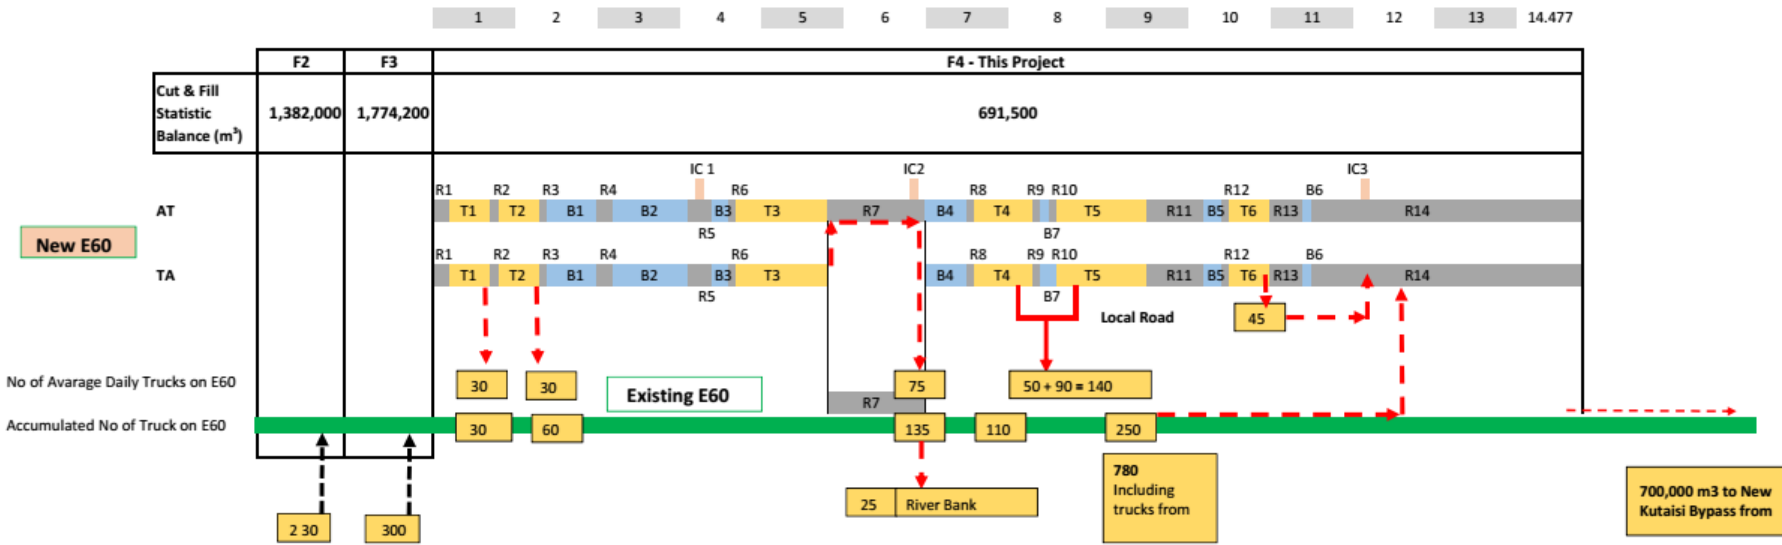 1 2 3 4 5 6 7 8 9 10 11 12 13 14.477
F2 F3 F4 - This Project
Cut & Fill
Statistic
Balance (m³)
1,382,000 1,774,200 691,500
IC 1 IC2 IC3
R1 R2 R3 R4 R6 R8 R9 R10 R12 B6
AT T1 T2 B1 B2 B3 T3 R7 B4 T4 T5 R11 B5 T6 R13 R14
R5 B7
New E60
R1 R2 R3 R4 R6 R8 R9 R10 R12 B6
TA T1 T2 B1 B2 B3 T3 B4 T4 T5 R11 B5 T6 R13 R14
R5 B7
Local Road 45
No of Avarage Daily Trucks on E60 30 30 Existing E60 75 50 + 90 = 140
R7
Accumulated No of Truck on E60 30 60 135 110 250
780
Including
trucks from
25 River Bank
700,000 m3 to New
Kutaisi Bypass from
2 30 300